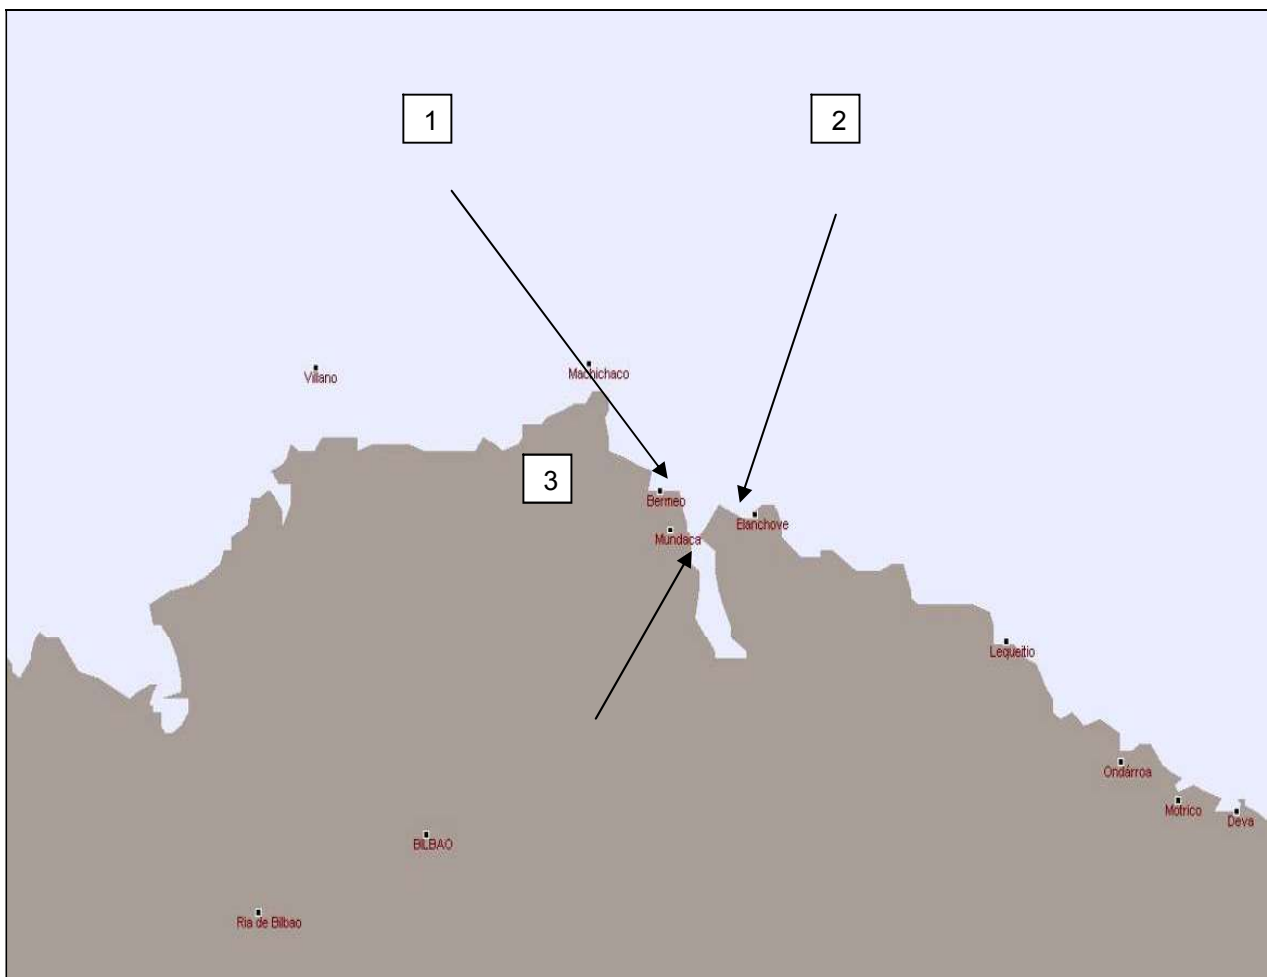 1
2
Machichaco
Villano
3
Bermeo
Elanchove
Mundaca
Lequeitio
Ondárroa
Motrico
Deva
BILBAO
Ria de Bilbao